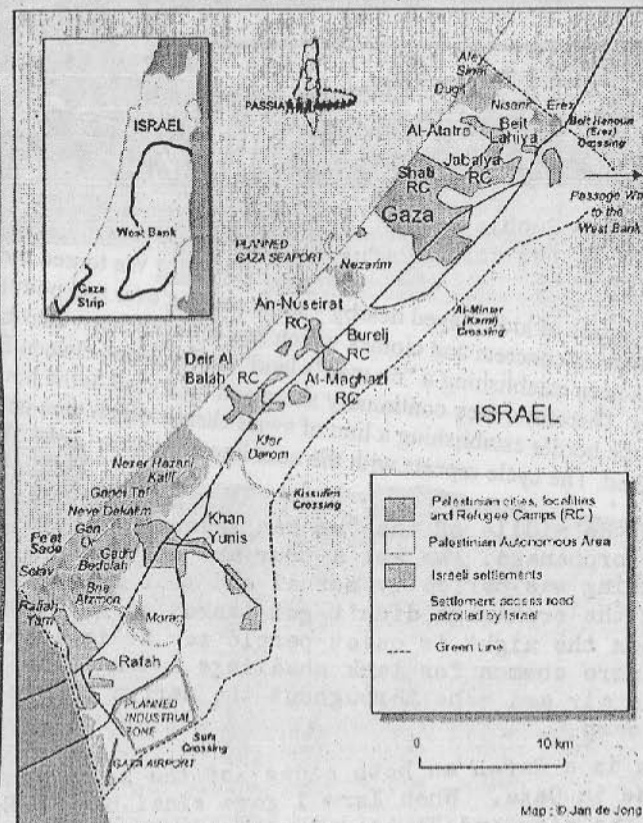 ISRAEL
West Bank
Gaza
Strip
PASSIA
Alei
Sinai
Dugit
Nisanit
Erez
Beit Hanoun
(Erez)
Crossing
Al-Atatra
Beit
Lahiya
Jabalya
RC
Shati
RC
Gaza
Passage
to the
West Bank
PLANNED
GAZA SEAPORT
Nezarim
An-Nuseirat
RC
Al-Mintar
(Karni)
Crossing
Bureij
RC
Deir Al
Balah RC
Al-Maghazi
RC
ISRAEL
Kfar
Darom
Nezer Hazani
Katif
Kissufim
Crossing
Ganei Tal
Neve Dekalim
Gan
Or
Khan
Yunis
Pe'at
Sade
Gadid
Bedolah
Bne
Atzmon
Rafiah
Yam
Morag
Rafah
PLANNED
INDUSTRIAL
ZONE
Sufa
Crossing
GAZA AIRPORT
Palestinian cities, localities
and Refugee Camps (RC)
Palestinian Autonomous Area
Israeli settlements
Settlement access road
patrolled by Israel
Green Line
0 10 km
Map : © Jan de Jong